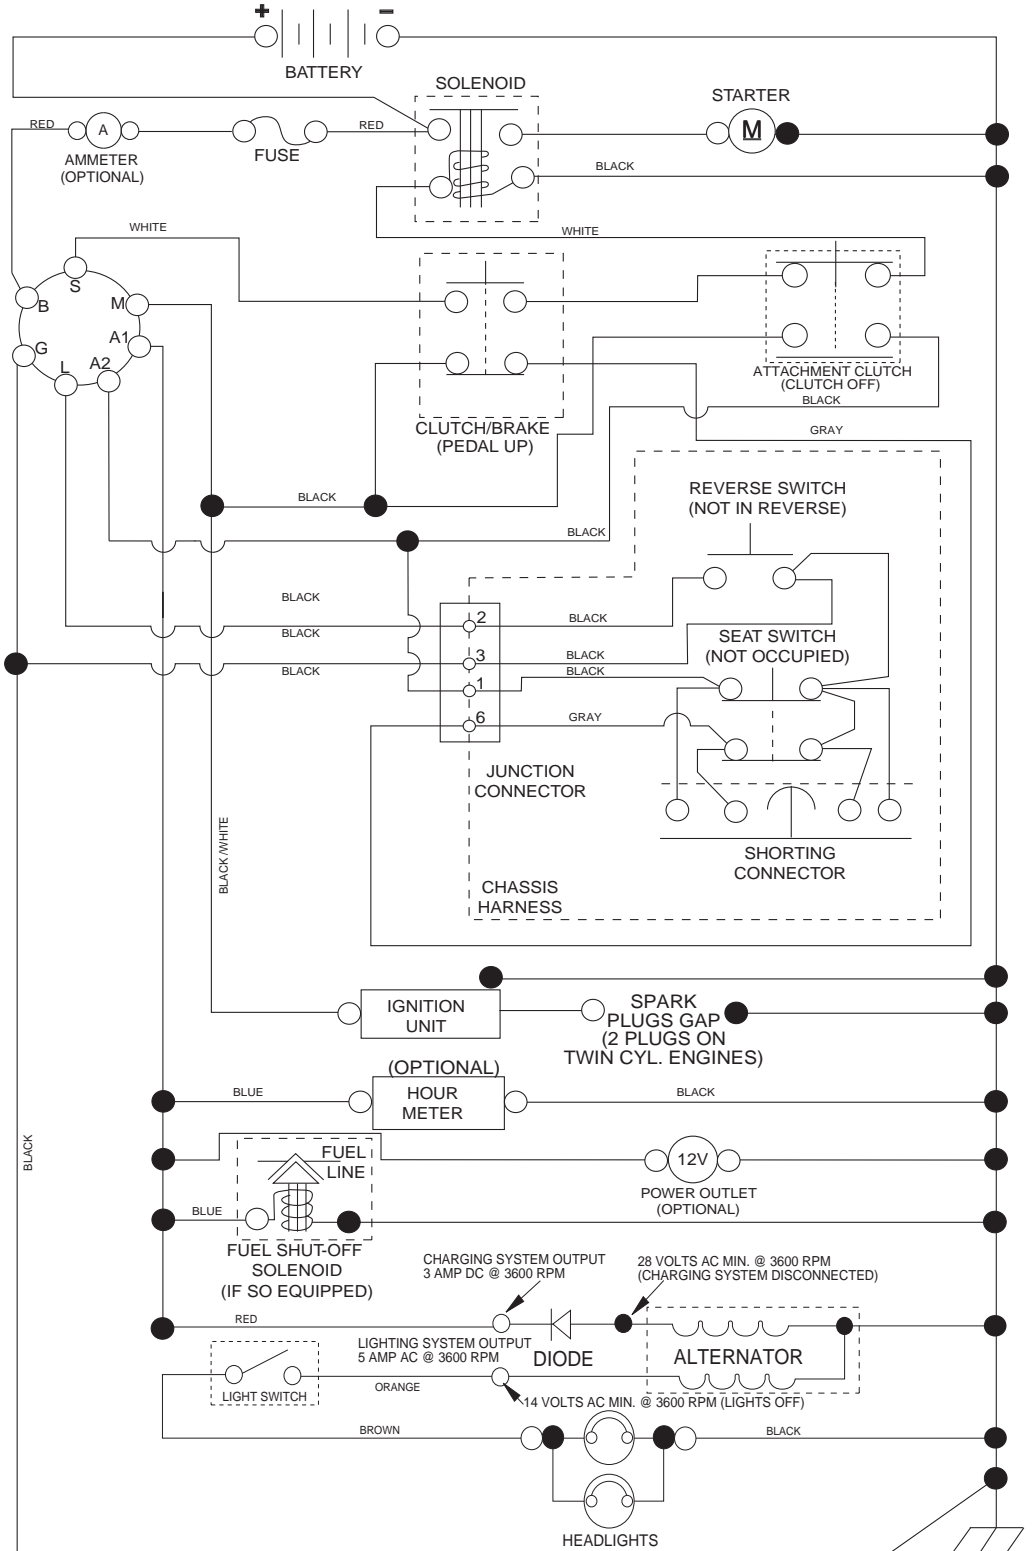 + −
BATTERY
SOLENOID
STARTER
RED
A
RED
M
FUSE
AMMETER
(OPTIONAL)
BLACK
WHITE
WHITE
S
B
M
A1
G
A2
L
ATTACHMENT CLUTCH
(CLUTCH OFF)
BLACK
CLUTCH/BRAKE
(PEDAL UP)
GRAY
REVERSE SWITCH
(NOT IN REVERSE)
BLACK
BLACK
BLACK
2
BLACK
BLACK
SEAT SWITCH
(NOT OCCUPIED)
3
BLACK
BLACK
BLACK
1
6
GRAY
JUNCTION
CONNECTOR
BLACK /WHITE
SHORTING
CONNECTOR
CHASSIS
HARNESS
IGNITION
UNIT
SPARK
PLUGS GAP
(2 PLUGS ON
TWIN CYL. ENGINES)
(OPTIONAL)
BLUE
HOUR
METER
BLACK
BLACK
FUEL
LINE
12V
POWER OUTLET
(OPTIONAL)
BLUE
FUEL SHUT-OFF
SOLENOID
(IF SO EQUIPPED)
CHARGING SYSTEM OUTPUT
3 AMP DC @ 3600 RPM
28 VOLTS AC MIN. @ 3600 RPM
(CHARGING SYSTEM DISCONNECTED)
RED
LIGHTING SYSTEM OUTPUT
5 AMP AC @ 3600 RPM
DIODE
ALTERNATOR
LIGHT SWITCH
ORANGE
14 VOLTS AC MIN. @ 3600 RPM (LIGHTS OFF)
BROWN
BLACK
HEADLIGHTS